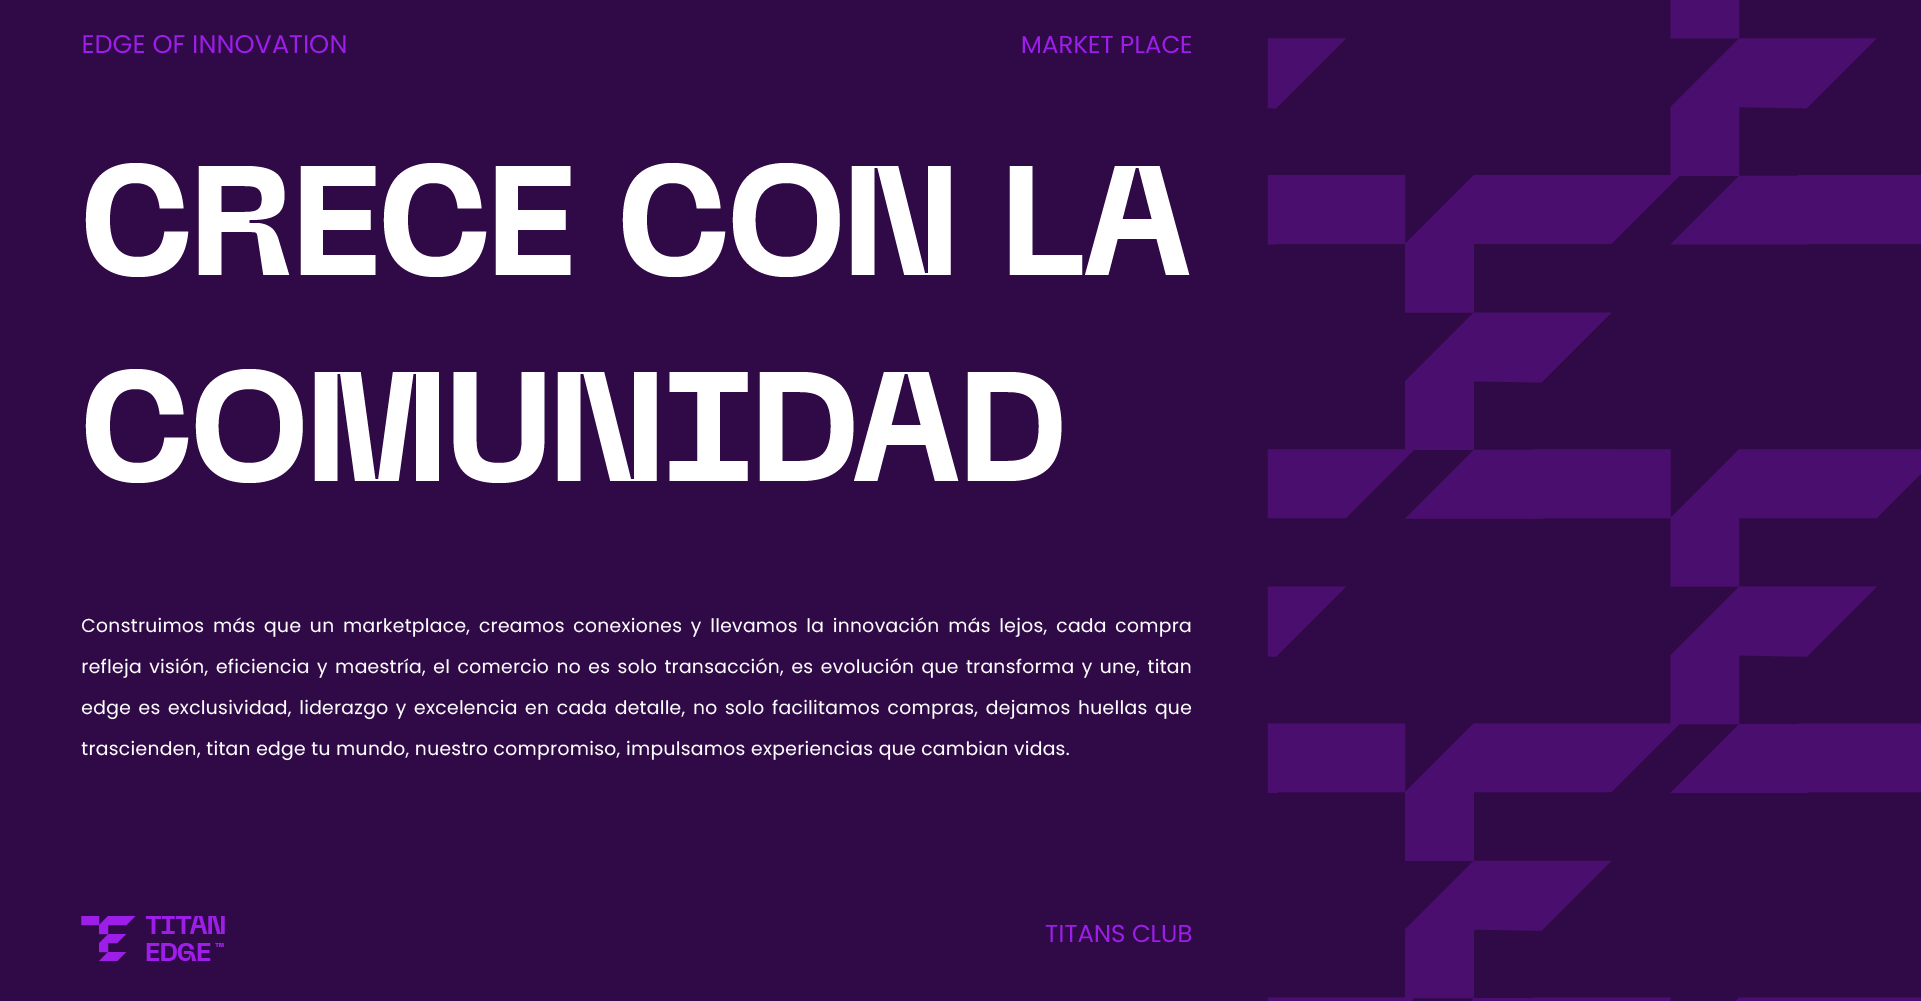 EDGE OF INNOVATION
MARKET PLACE
CRECE CON LA
COMUNIDAD
Construimos más que un marketplace, creamos conexiones y llevamos la innovación más lejos, cada compra
refleja visión, eficiencia y maestría, el comercio no es solo transacción, es evolución que transforma y une, titan
edge es exclusividad, liderazgo y excelencia en cada detalle, no solo facilitamos compras, dejamos huellas que
trascienden, titan edge tu mundo, nuestro compromiso, impulsamos experiencias que cambian vidas.
TITAN
EDGE™
TITANS CLUB